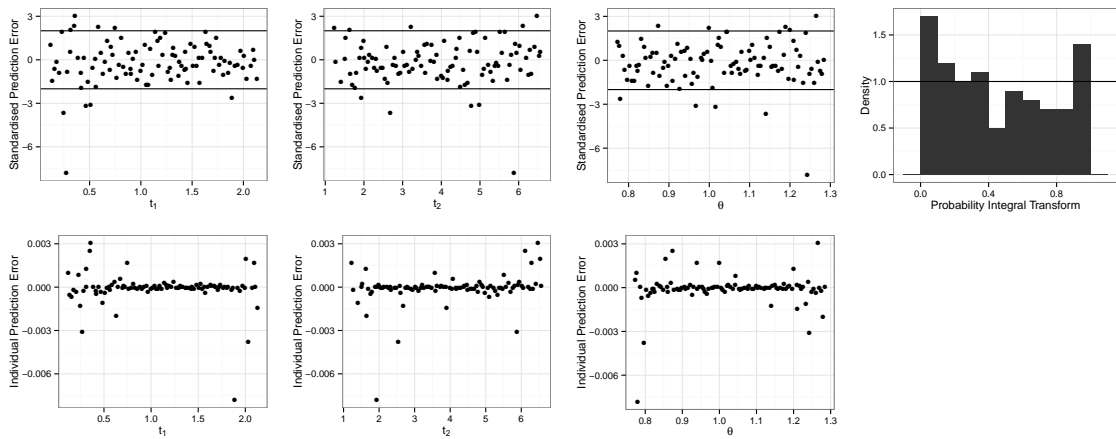 Standardised Prediction Error
3
0
−3
−6
0.5 1.0 1.5 2.0
t1
Standardised Prediction Error
3
0
−3
−6
2 3 4 5 6
t2
Standardised Prediction Error
3
0
−3
−6
0.8 0.9 1.0 1.1 1.2 1.3
θ
Density
1.5
1.0
0.5
0.0
0.0 0.4 0.8
Probability Integral Transform
Individual Prediction Error
0.003
0.000
−0.003
−0.006
0.5 1.0 1.5 2.0
t1
Individual Prediction Error
0.003
0.000
−0.003
−0.006
1 2 3 4 5 6
t2
Individual Prediction Error
0.003
0.000
−0.003
−0.006
0.8 0.9 1.0 1.1 1.2 1.3
θ